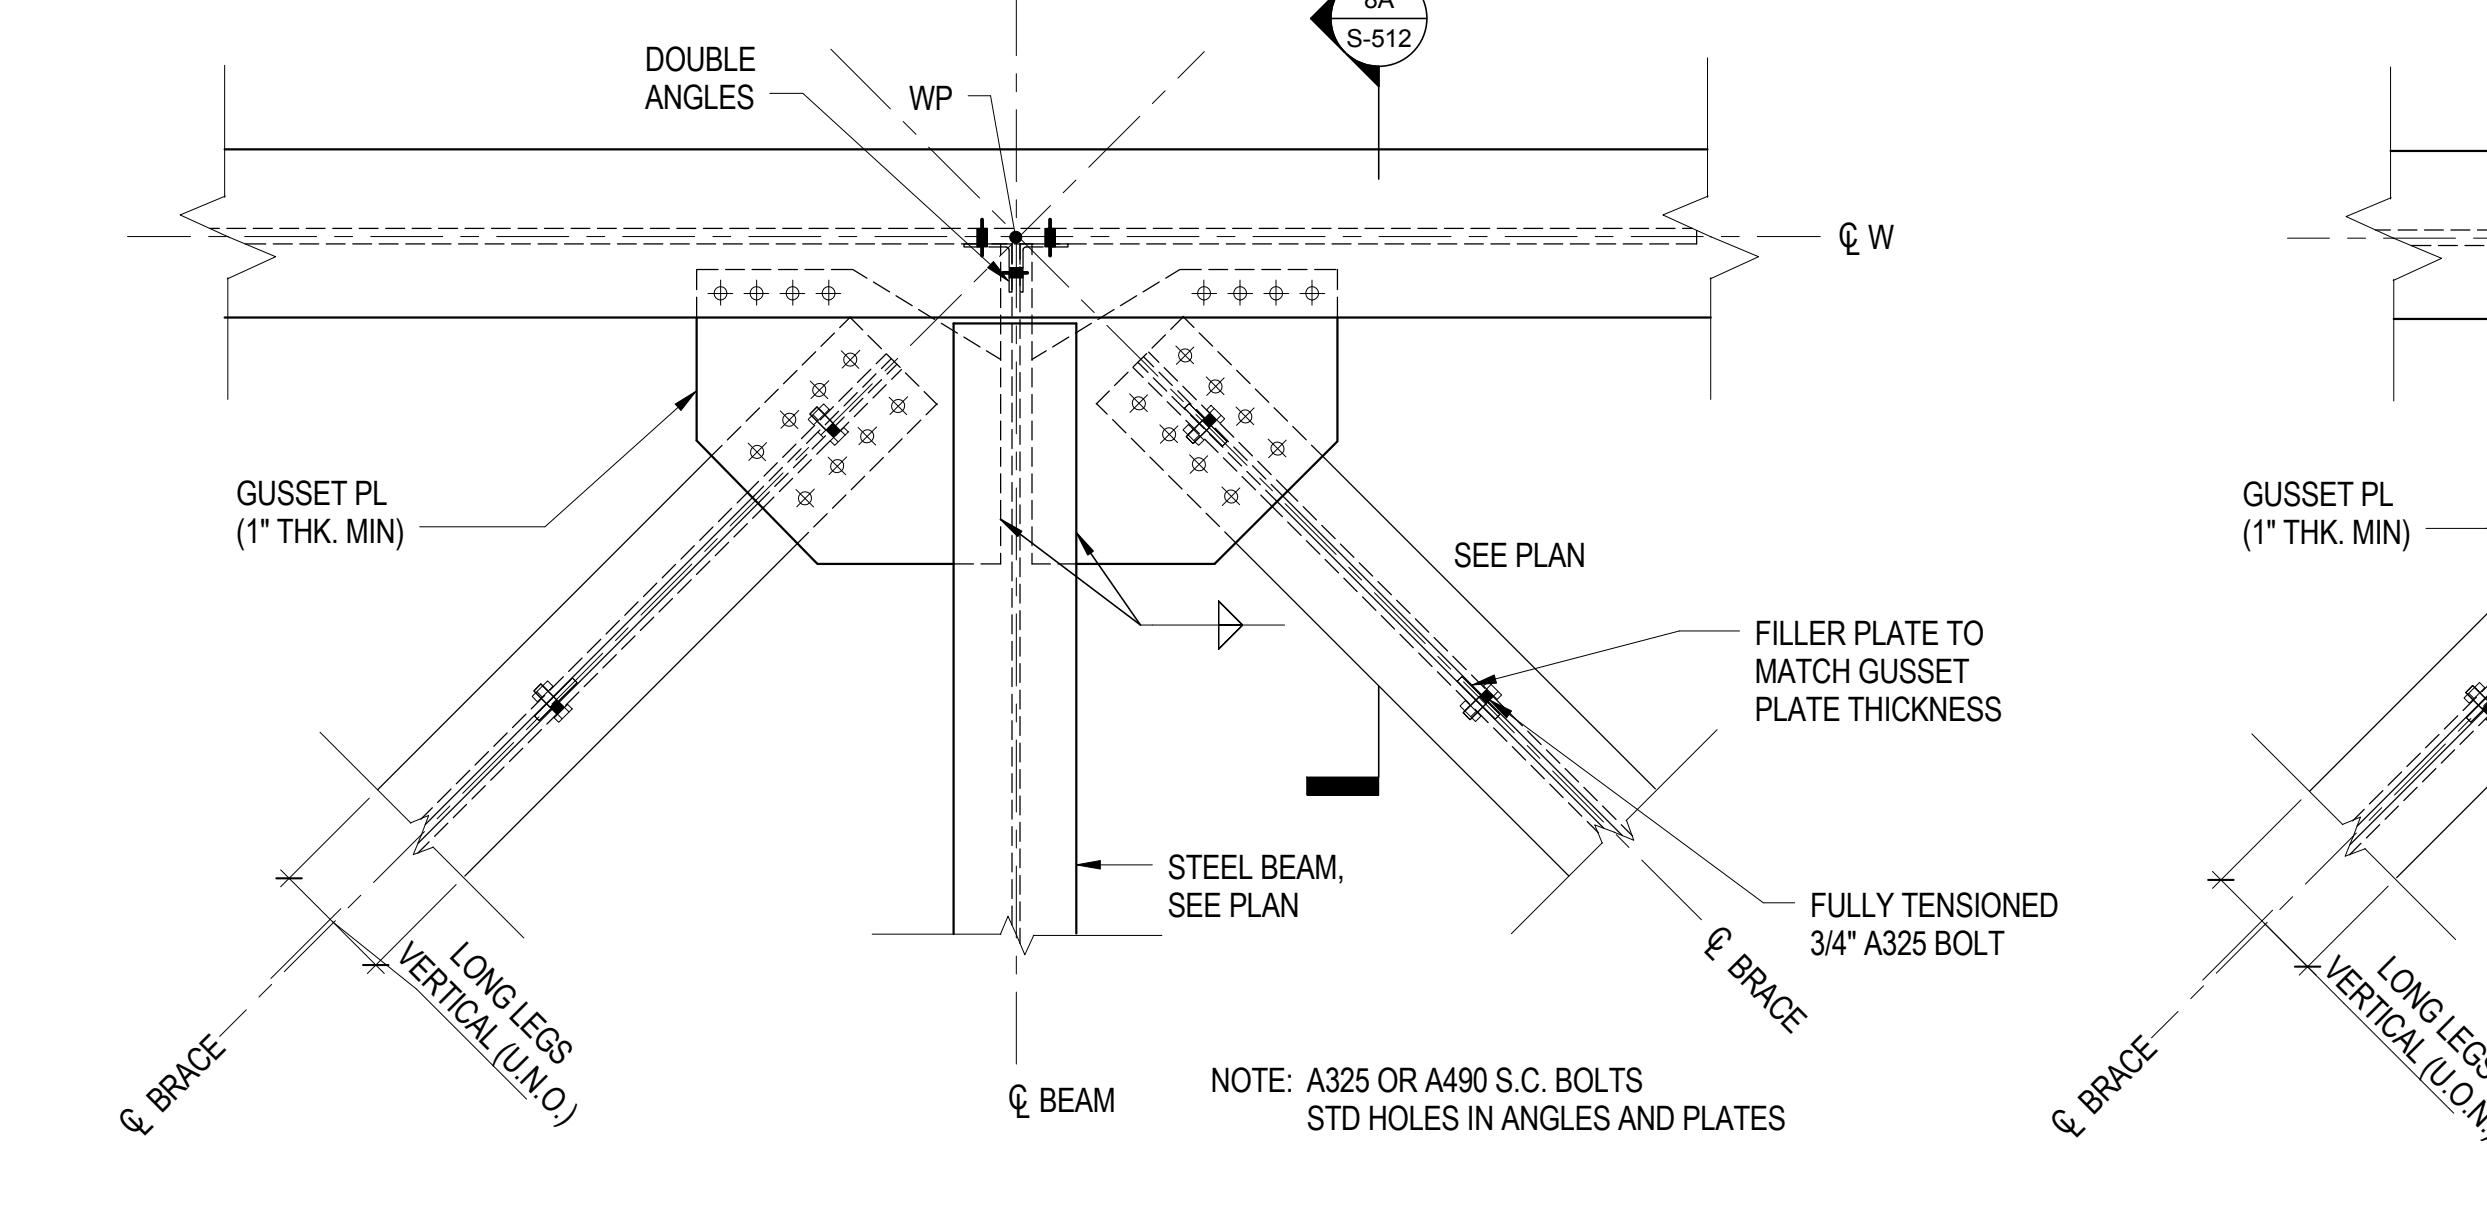 8A
S-512
DOUBLE
ANGLES
WP
℄ W
GUSSET PL
(1" THK. MIN)
SEE PLAN
FILLER PLATE TO
MATCH GUSSET
PLATE THICKNESS
STEEL BEAM,
SEE PLAN
FULLY TENSIONED
3/4" A325 BOLT
℄ BRACE
LONG LEGS
VERTICAL (U.N.O.)
℄ BRACE
℄ BEAM
NOTE: A325 OR A490 S.C. BOLTS
STD HOLES IN ANGLES AND PLATES
GUSSET PL
(1" THK. MIN)
LONG LEGS
VERTICAL (U.O.N.)
℄ BRACE